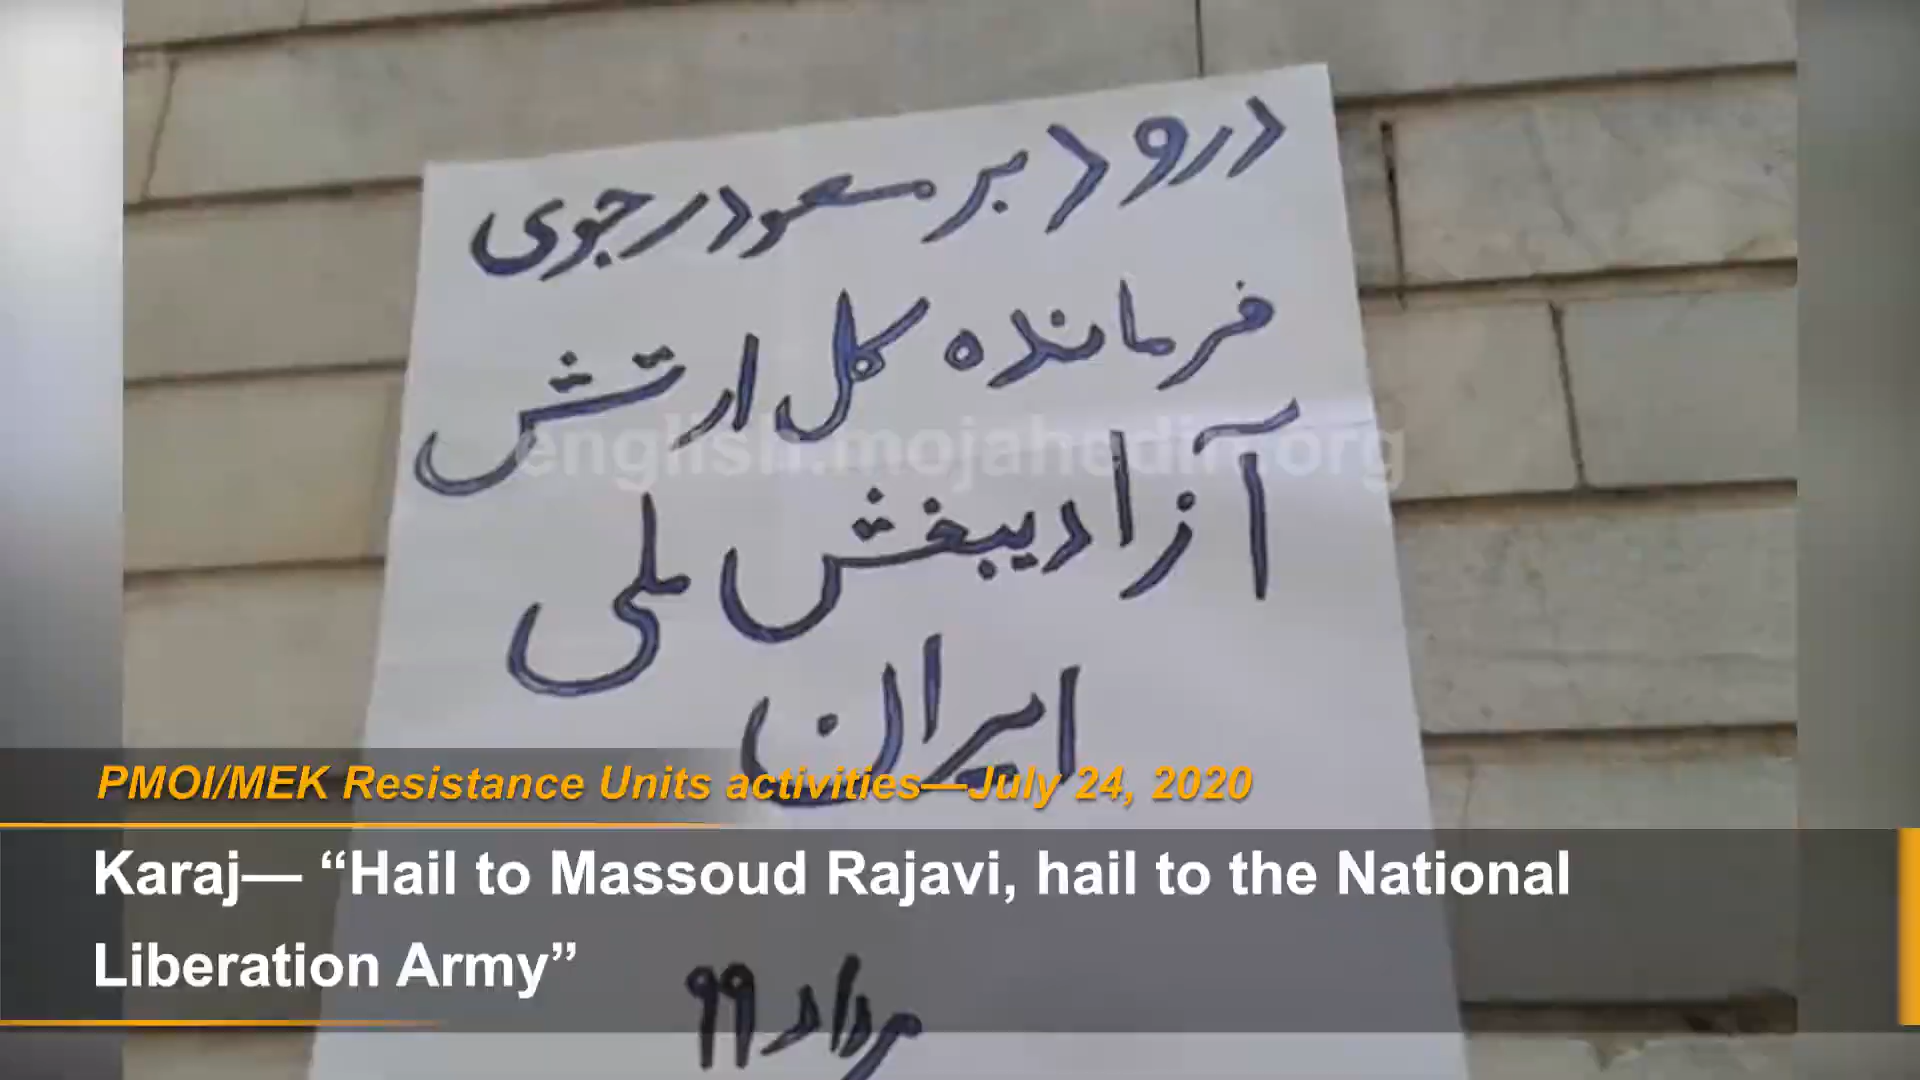 درود بر مسعود رجوی
فرمانده کل ارتش
آزادیبخش ملی
ایران
english.mojahedin.org
PMOI/MEK Resistance Units activities—July 24, 2020
Karaj— “Hail to Massoud Rajavi, hail to the National
Liberation Army”
مرداد ۹۹